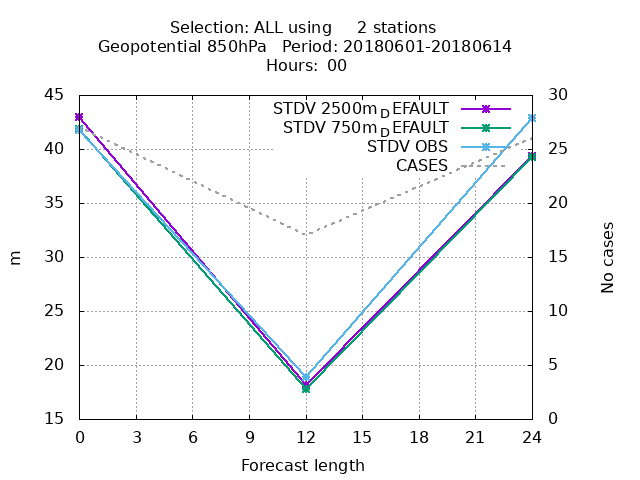 Selection: ALL using     2 stations
Geopotential 850hPa   Period: 20180601-20180614
Hours:  00
STDV 2500m_DEFAULT
STDV 750m_DEFAULT
STDV OBS
CASES
45
40
35
30
25
20
15
30
25
20
15
10
5
0
m
No cases
0 3 6 9 12 15 18 21 24
Forecast length